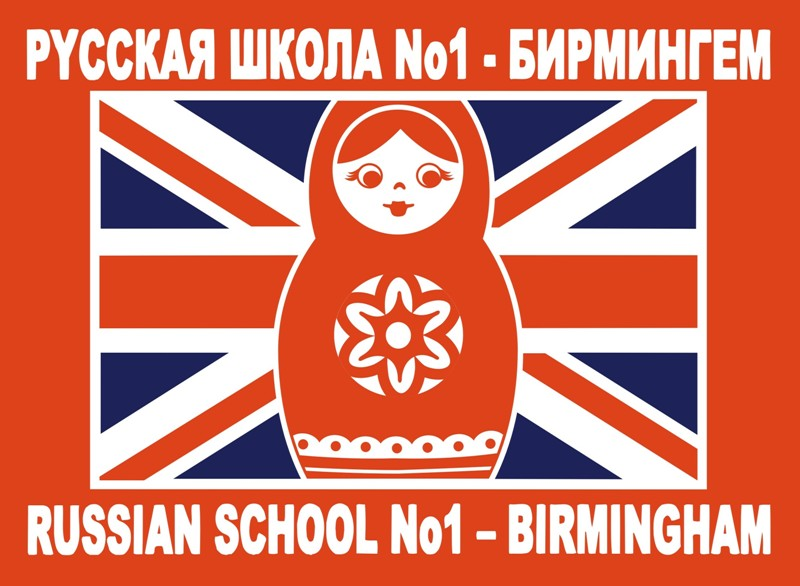 РУССКАЯ ШКОЛА No1 - БИРМИНГЕМ
RUSSIAN SCHOOL No1 – BIRMINGHAM